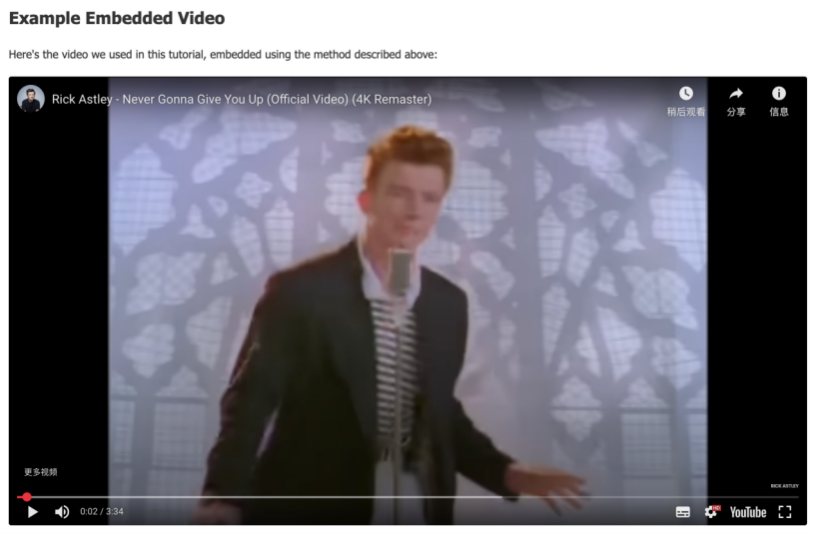 Example Embedded Video
Here's the video we used in this tutorial, embedded using the method described above:
Rick Astley - Never Gonna Give You Up (Official Video) (4K Remaster)
稍后观看
分享
信息
更多视频
RICK ASTLEY
0:02 / 3:34
HD
YouTube